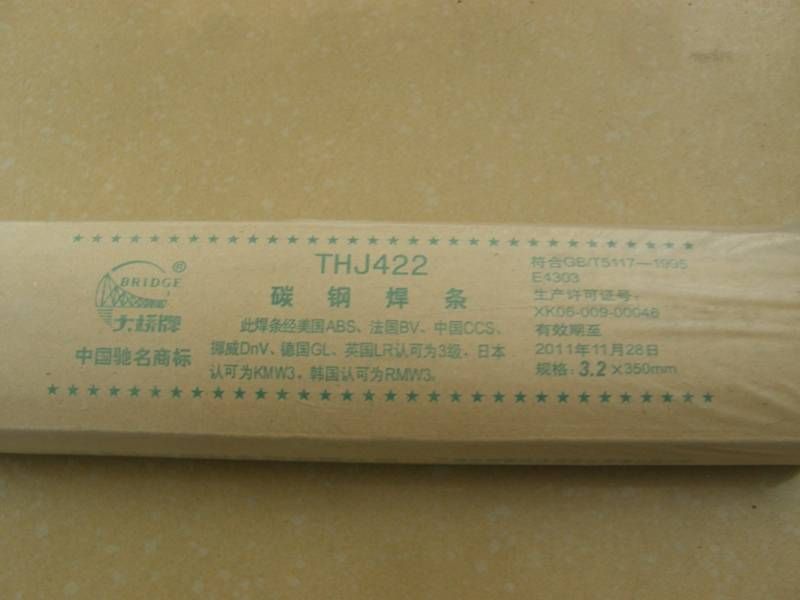 THJ422
碳钢焊条
BRIDGE®
大桥牌
中国驰名商标
此焊条经美国ABS、法国BV、中国CCS、
挪威DnV、德国GL、英国LR认可为3级，日本
认可为KMW3，韩国认可为RMW3。
符合GB/T5117—1995
E4303
生产许可证号：
XK06-009-00046
有效期至
2011年11月28日
规格：3.2×350mm